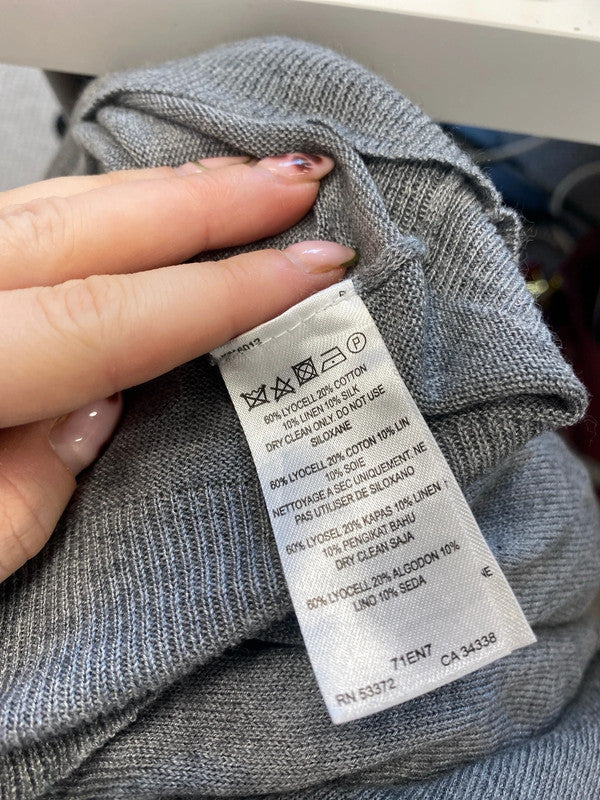 60% LYOCELL 20% COTTON
10% LINEN 10% SILK
DRY CLEAN ONLY. DO NOT USE
SILOXANE
60% LYOCELL 20% COTON 10% LIN
10% SOIE
NETTOYAGE A SEC UNIQUEMENT. NE
PAS UTILISER DE SILOXANO
60% LYOSEL 20% KAPAS 10% LINEN
10% PENGIKAT BAHU
DRY CLEAN SAJA
60% LYOCELL 20% ALGODON 10%
LINO 10% SEDA
71EN7
RN 53372 CA 34338